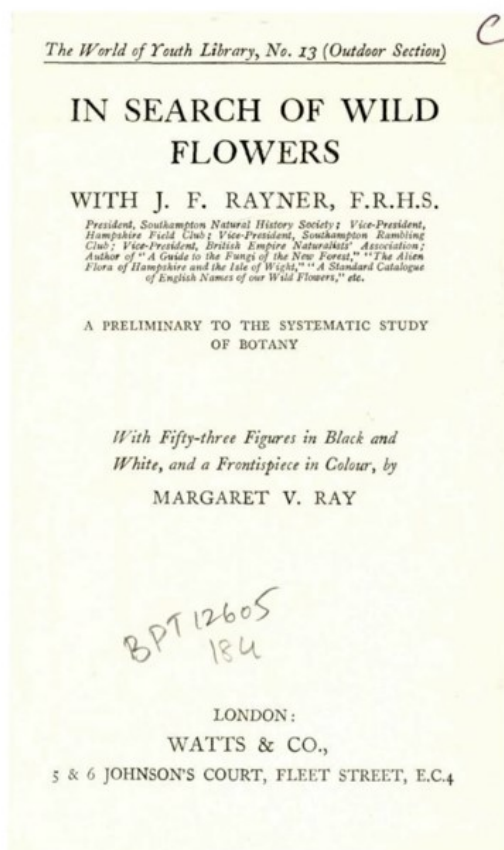 C
The World of Youth Library, No. 13 (Outdoor Section)
IN SEARCH OF WILD
FLOWERS
WITH J. F. RAYNER, F.R.H.S.
President, Southampton Natural History Society; Vice-President,
Hampshire Field Club; Vice-President, Southampton Rambling
Club; Vice-President, British Empire Naturalists' Association;
Author of "A Guide to the Fungi of the New Forest," "The Alien
Flora of Hampshire and the Isle of Wight," "A Standard Catalogue
of English Names of our Wild Flowers," etc.
A PRELIMINARY TO THE SYSTEMATIC STUDY
OF BOTANY
With Fifty-three Figures in Black and
White, and a Frontispiece in Colour, by
MARGARET V. RAY
BPT 12605
184
LONDON:
WATTS & CO.,
5 & 6 JOHNSON'S COURT, FLEET STREET, E.C.4